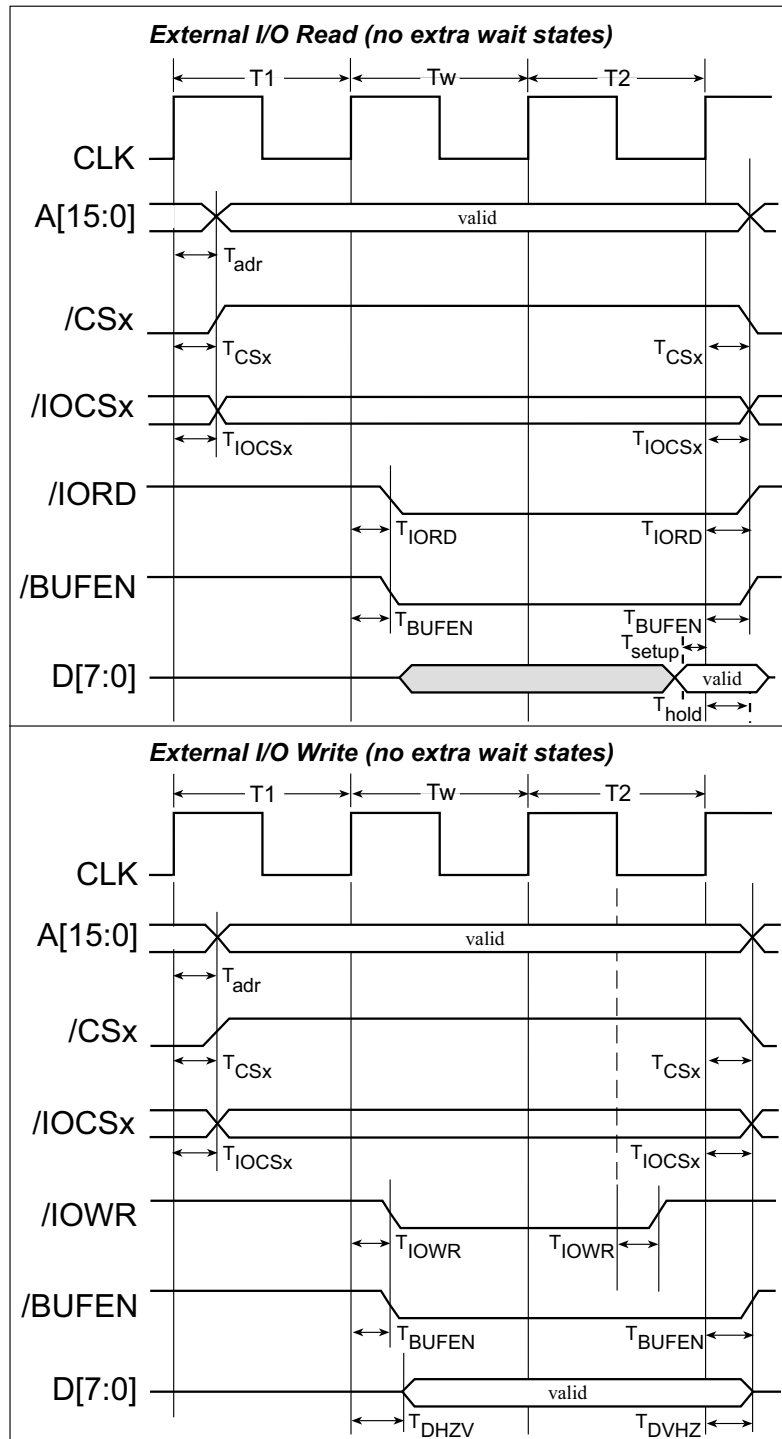 External I/O Read (no extra wait states)
T1 Tw T2
CLK
A[15:0] valid
Tadr
/CSx
TCSx TCSx
/IOCSx
TIOCSx TIOCSx
/IORD
TIORD TIORD
/BUFEN
TBUFEN TBUFEN
Tsetup
D[7:0] valid
Thold
External I/O Write (no extra wait states)
T1 Tw T2
CLK
A[15:0] valid
Tadr
/CSx
TCSx TCSx
/IOCSx
TIOCSx TIOCSx
/IOWR
TIOWR TIOWR
/BUFEN
TBUFEN TBUFEN
D[7:0] valid
TDHZV TDVHZ